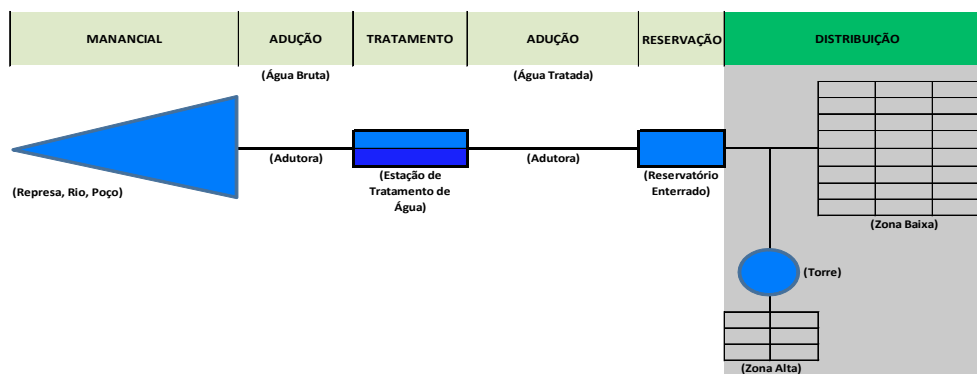 MANANCIAL
ADUÇÃO
TRATAMENTO
ADUÇÃO
RESERVAÇÃO
DISTRIBUIÇÃO
(Água Bruta)
(Água Tratada)
(Adutora)
(Adutora)
(Represa, Rio, Poço)
(Estação de
Tratamento de
Água)
(Reservatório
Enterrado)
(Zona Baixa)
(Torre)
(Zona Alta)